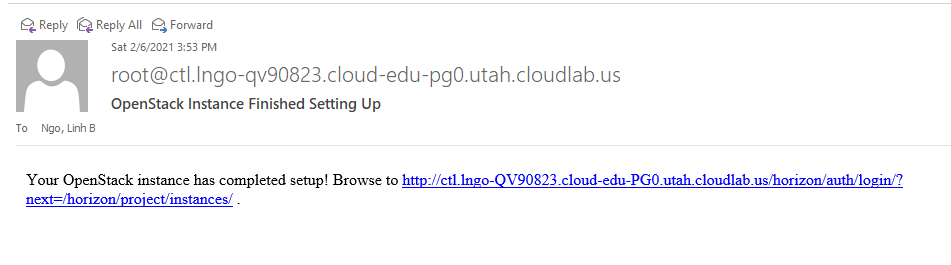 Reply Reply All Forward
Sat 2/6/2021 3:53 PM
root@ctl.lngo-qv90823.cloud-edu-pg0.utah.cloudlab.us
OpenStack Instance Finished Setting Up
To Ngo, Linh B
Your OpenStack instance has completed setup! Browse to http://ctl.lngo-QV90823.cloud-edu-PG0.utah.cloudlab.us/horizon/auth/login/?
next=/horizon/project/instances/ .